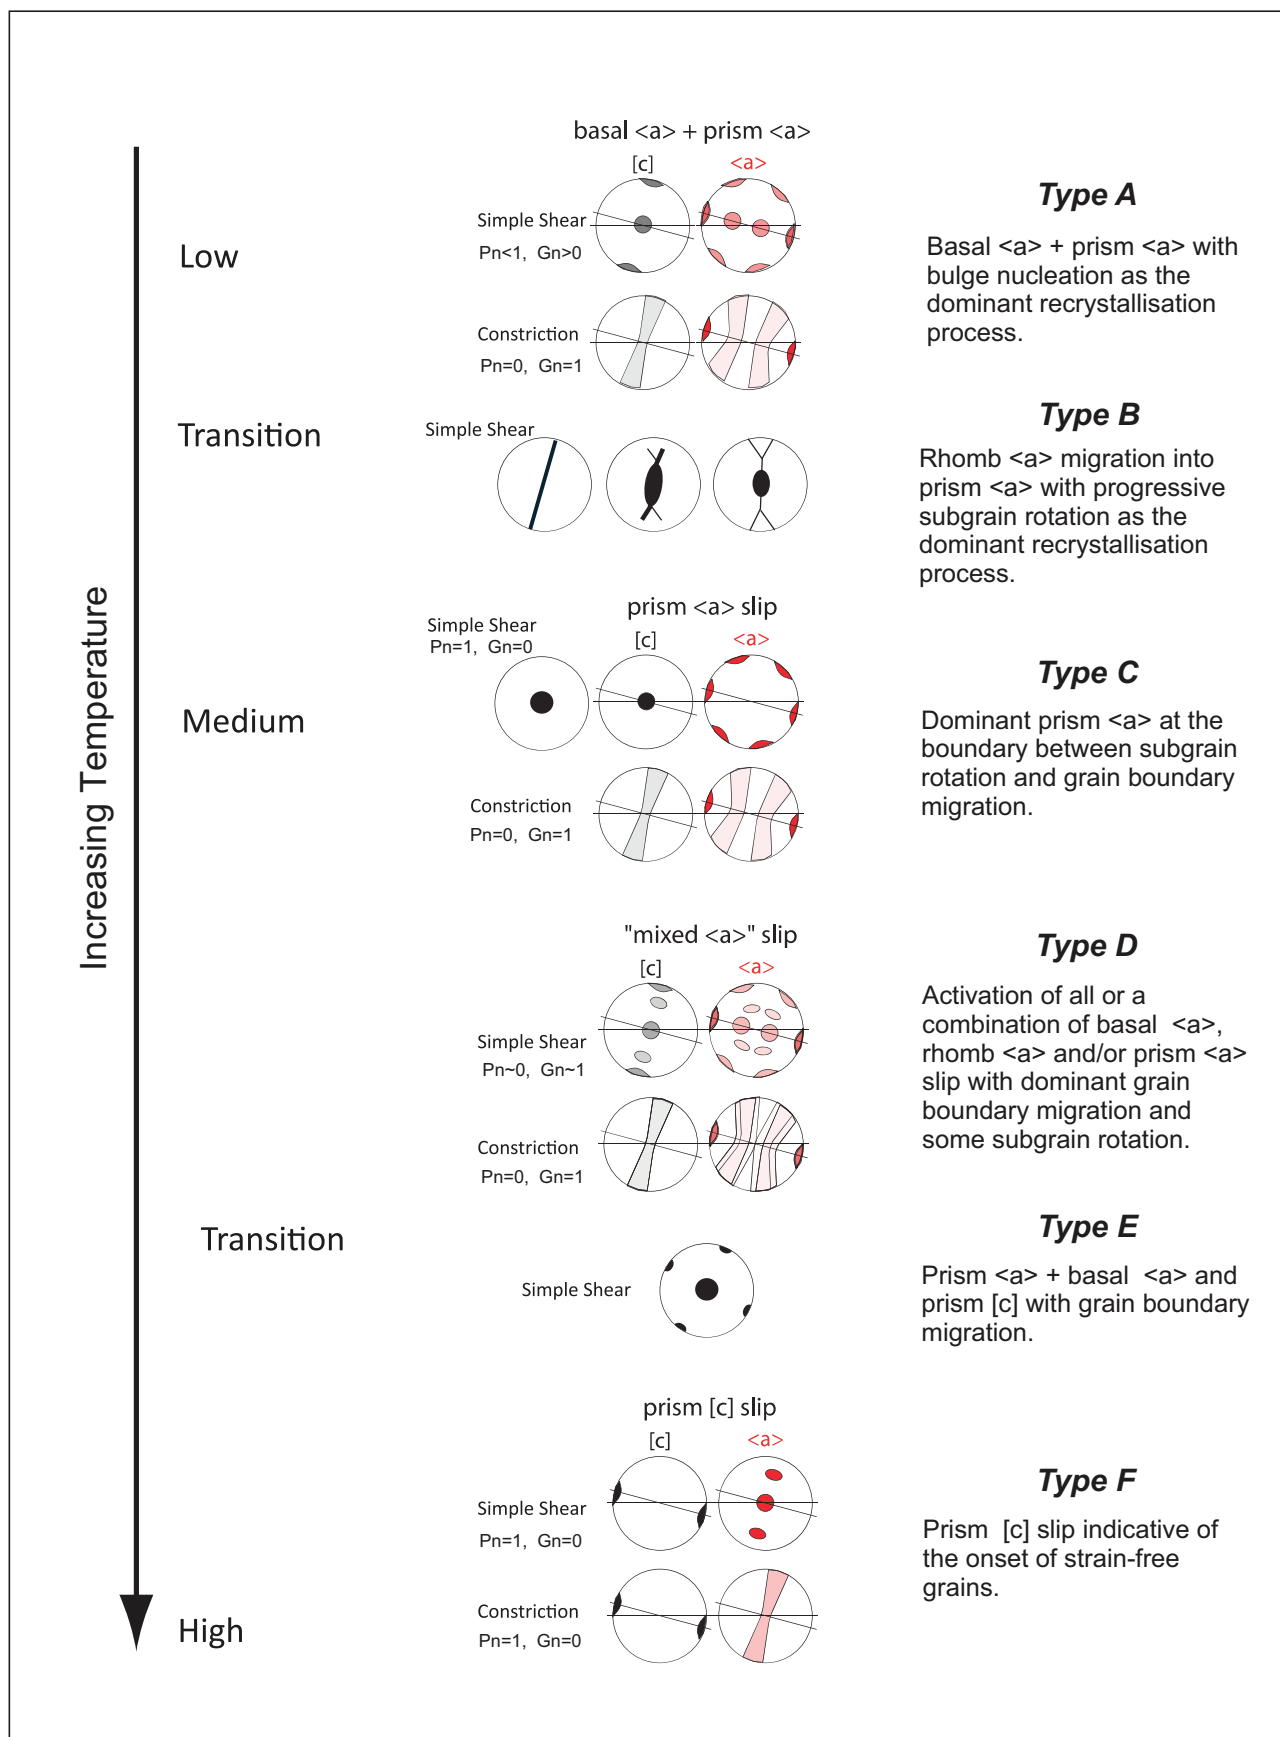 Increasing Temperature
Low
basal <a> + prism <a>
[c]
<a>
Simple Shear
Pn<1, Gn>0
Constriction
Pn=0, Gn=1
Type A
Basal <a> + prism <a> with
bulge nucleation as the
dominant recrystallisation
process.
Transition
Simple Shear
Type B
Rhomb <a> migration into
prism <a> with progressive
subgrain rotation as the
dominant recrystallisation
process.
Medium
prism <a> slip
Simple Shear
Pn=1, Gn=0
[c]
<a>
Constriction
Pn=0, Gn=1
Type C
Dominant prism <a> at the
boundary between subgrain
rotation and grain boundary
migration.
"mixed <a>" slip
[c]
<a>
Simple Shear
Pn~0, Gn~1
Constriction
Pn=0, Gn=1
Type D
Activation of all or a
combination of basal <a>,
rhomb <a> and/or prism <a>
slip with dominant grain
boundary migration and
some subgrain rotation.
Transition
Simple Shear
Type E
Prism <a> + basal <a> and
prism [c] with grain boundary
migration.
prism [c] slip
[c]
<a>
Simple Shear
Pn=1, Gn=0
Constriction
Pn=1, Gn=0
Type F
Prism [c] slip indicative of
the onset of strain-free
grains.
High